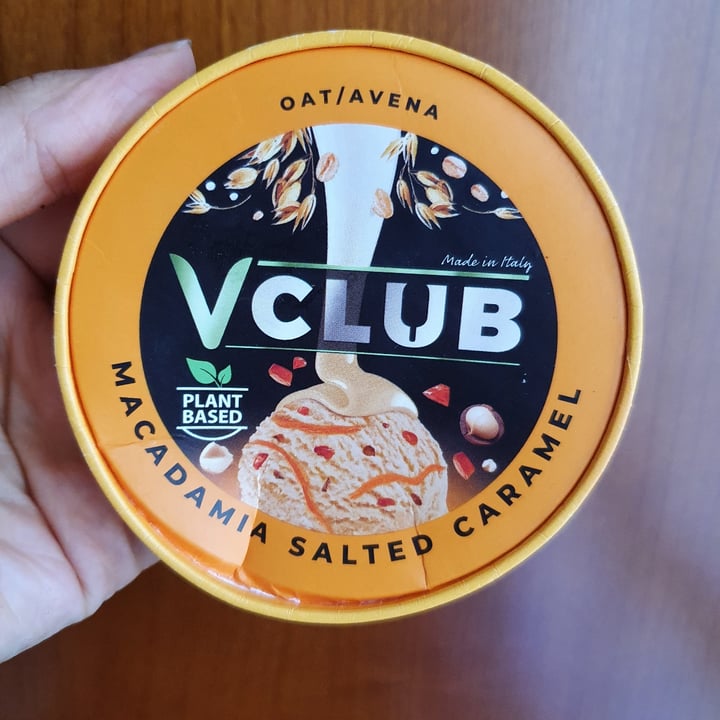 OAT/AVENA
Made in Italy
VCLUB
PLANT
BASED
MACADAMIA SALTED CARAMEL